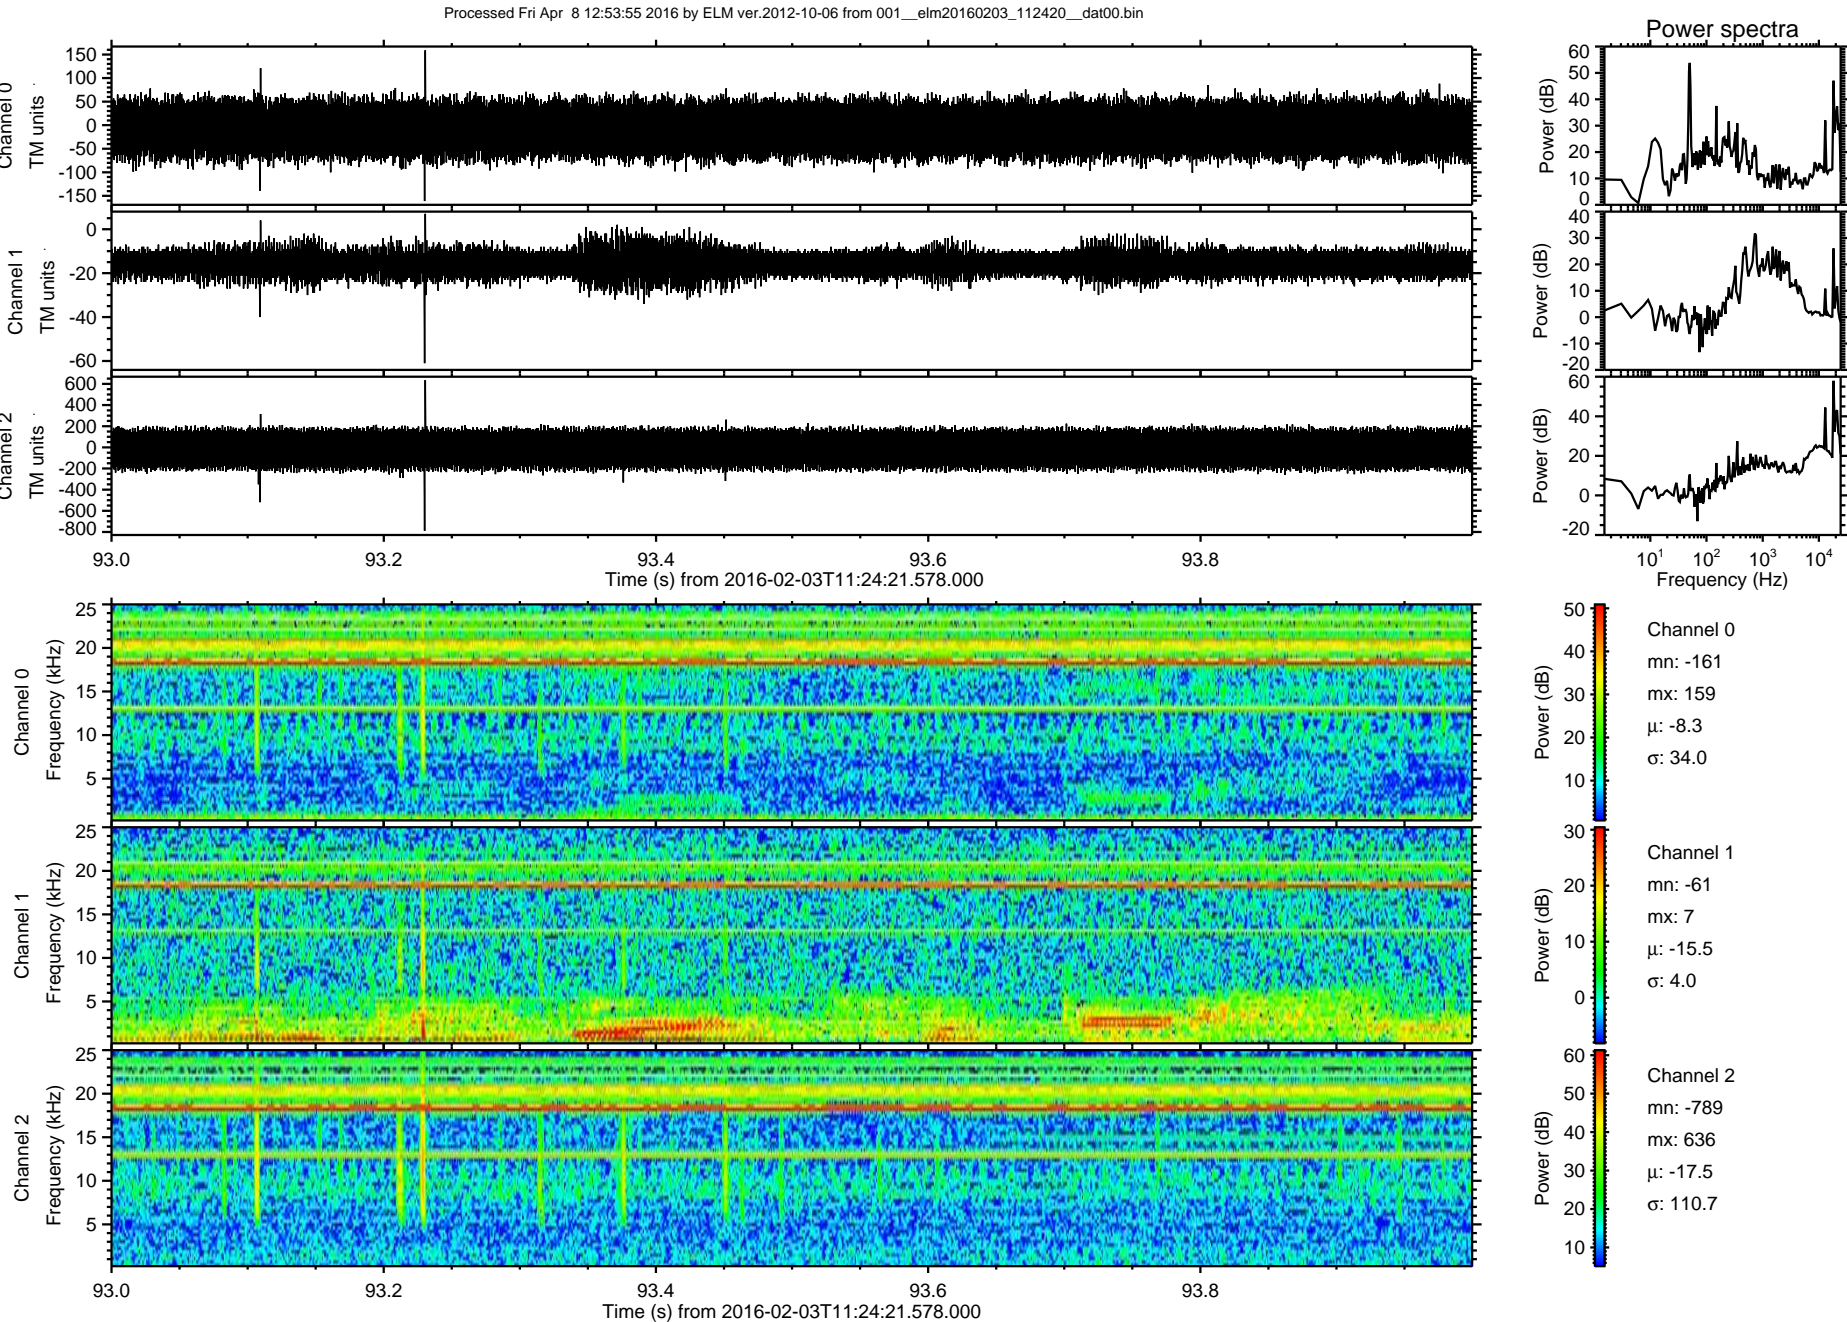 Processed Fri Apr  8 12:53:55 2016 by ELM ver.2012-10-06 from 001__elm20160203_112420__dat00.bin
Power spectra
Channel 0
TM units
150
100
50
0
-50
-100
-150
Power (dB)
60
50
40
30
20
10
0
Channel 1
TM units
0
-20
-40
-60
Power (dB)
40
30
20
10
0
-10
-20
Channel 2
TM units
600
400
200
0
-200
-400
-600
-800
Power (dB)
60
40
20
0
-20
93.0 93.2 93.4 93.6 93.8
Time (s) from 2016-02-03T11:24:21.578.000
10^1 10^2 10^3 10^4
Frequency (Hz)
Channel 0
Frequency (kHz)
25
20
15
10
5
Power (dB)
50
40
30
20
10
Channel 0
mn: -161
mx: 159
μ: -8.3
σ: 34.0
Channel 1
Frequency (kHz)
25
20
15
10
5
Power (dB)
30
20
10
0
Channel 1
mn: -61
mx: 7
μ: -15.5
σ: 4.0
Channel 2
Frequency (kHz)
25
20
15
10
5
Power (dB)
60
50
40
30
20
10
Channel 2
mn: -789
mx: 636
μ: -17.5
σ: 110.7
93.0 93.2 93.4 93.6 93.8
Time (s) from 2016-02-03T11:24:21.578.000